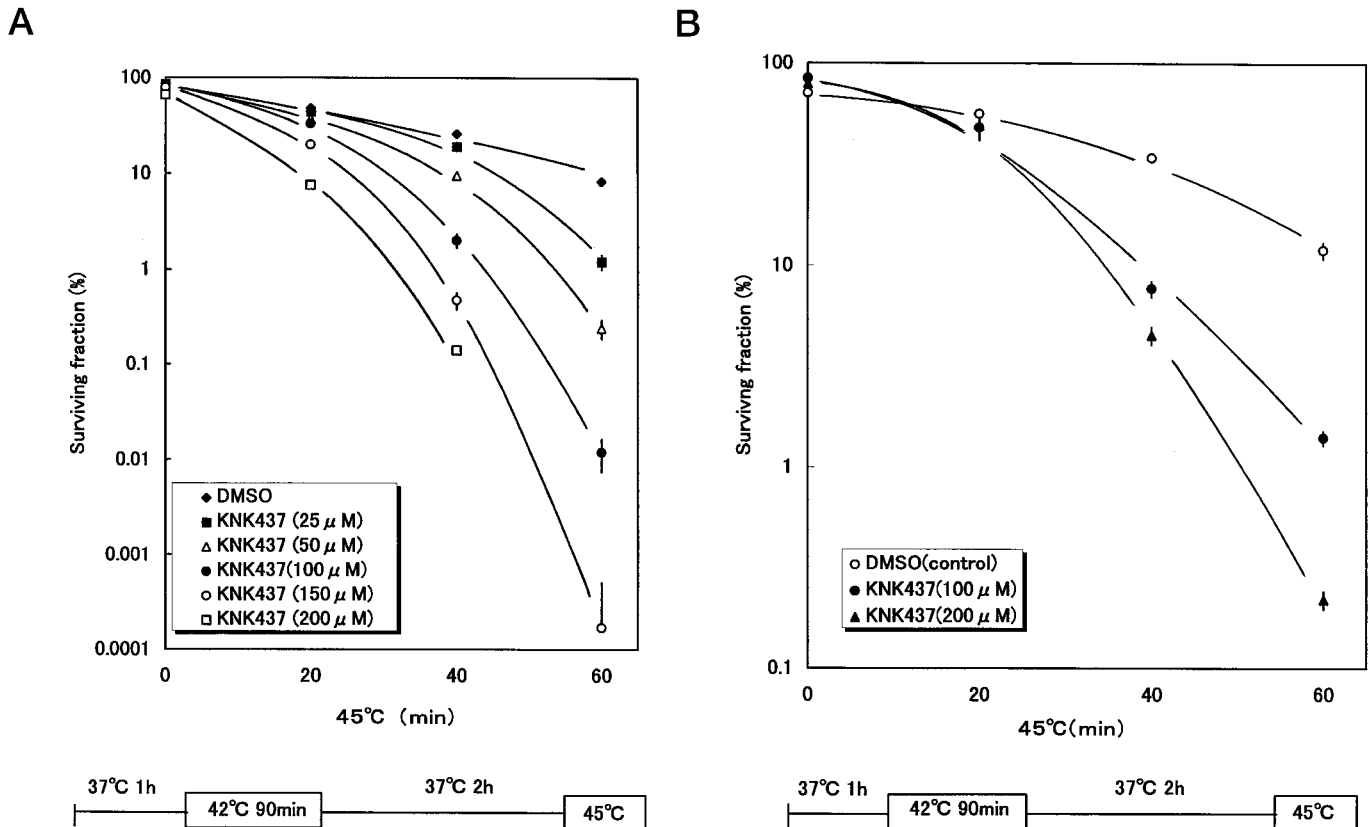 A
Surviving fraction (%)
100
10
1
0.1
0.01
0.001
0.0001
DMSO
KNK437 (25 μ M)
KNK437 (50 μ M)
KNK437(100 μ M)
KNK437 (150 μ M)
KNK437 (200 μ M)
0 20 40 60
45℃ (min)
37℃ 1h
42℃ 90min
37℃ 2h
45℃
B
Survivng fraction (%)
100
10
1
0.1
DMSO(control)
KNK437(100 μ M)
KNK437(200 μ M)
0 20 40 60
45℃(min)
37℃ 1h
42℃ 90min
37℃ 2h
45℃